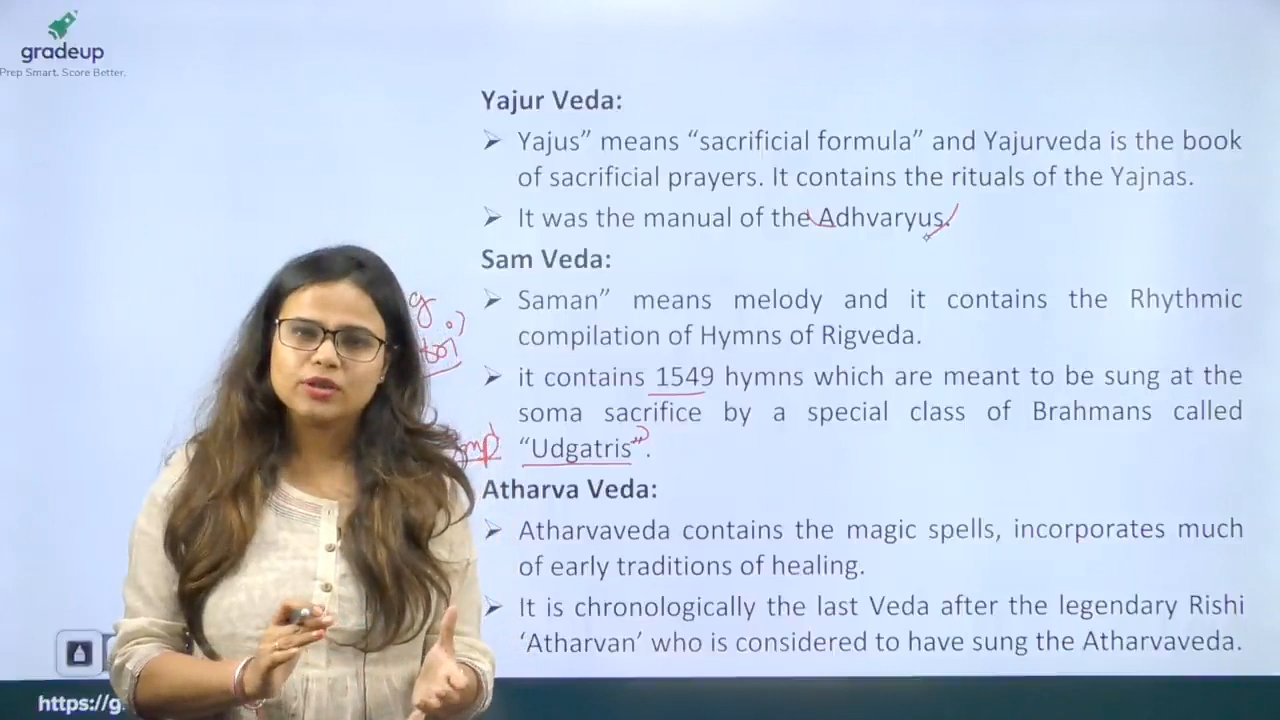 gradeup
Prep Smart. Score Better.
Yajur Veda:
➢ Yajus” means “sacrificial formula” and Yajurveda is the book
of sacrificial prayers. It contains the rituals of the Yajnas.
➢ It was the manual of the Adhvaryus.
Sam Veda:
➢ Saman” means melody and it contains the Rhythmic
compilation of Hymns of Rigveda.
➢ it contains 1549 hymns which are meant to be sung at the
soma sacrifice by a special class of Brahmans called
imp “Udgatris”.
Atharva Veda:
➢ Atharvaveda contains the magic spells, incorporates much
of early traditions of healing.
➢ It is chronologically the last Veda after the legendary Rishi
‘Atharvan’ who is considered to have sung the Atharvaveda.
https://g